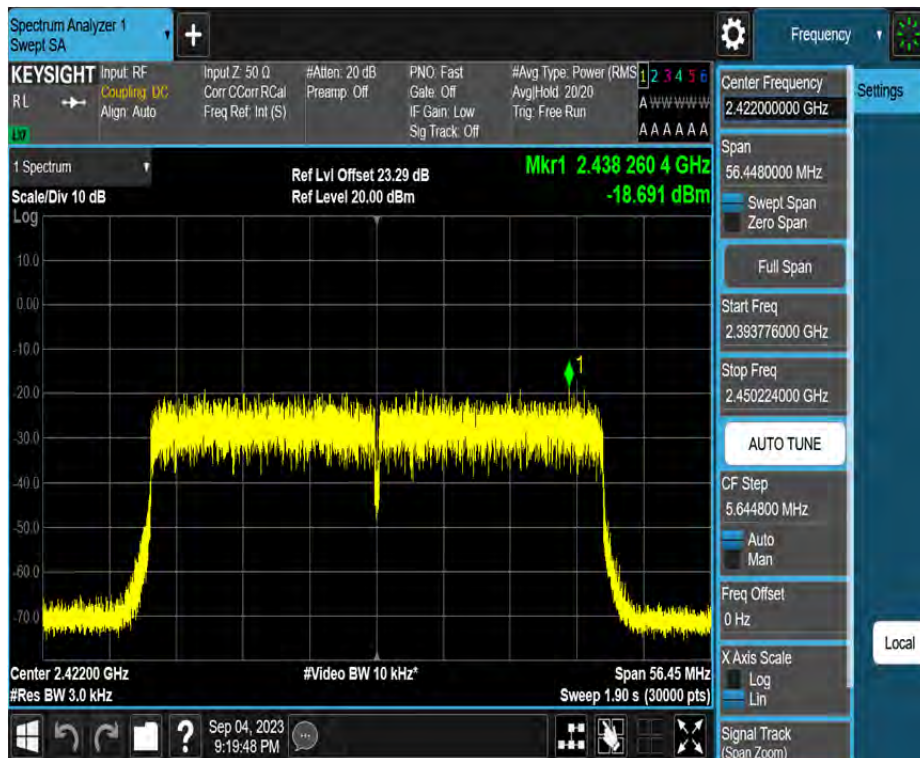 Spectrum Analyzer 1
Swept SA
Frequency
KEYSIGHT
RL
LXI
Input: RF
Coupling: DC
Align: Auto
Input Z: 50 Ω
Corr CCorr RCal
Freq Ref: Int (S)
#Atten: 20 dB
Preamp: Off
PNO: Fast
Gate: Off
IF Gain: Low
Sig Track: Off
#Avg Type: Power (RMS
Avg|Hold: 20/20
Trig: Free Run
1 2 3 4 5 6
A W W W W W
A A A A A A
Center Frequency
2.422000000 GHz
Settings
1 Spectrum
Scale/Div 10 dB
Ref Lvl Offset 23.29 dB
Ref Level 20.00 dBm
Mkr1 2.438 260 4 GHz
-18.691 dBm
Span
56.4480000 MHz
Swept Span
Zero Span
Full Span
Start Freq
2.393776000 GHz
Stop Freq
2.450224000 GHz
AUTO TUNE
CF Step
5.644800 MHz
Auto
Man
Freq Offset
0 Hz
X Axis Scale
Log
Lin
Signal Track
(Span Zoom)
Local
Log
10.0
0.00
-10.0
-20.0
-30.0
-40.0
-50.0
-60.0
-70.0
1
Center 2.42200 GHz
#Video BW 10 kHz*
Span 56.45 MHz
#Res BW 3.0 kHz
Sweep 1.90 s (30000 pts)
?
Sep 04, 2023
9:19:48 PM